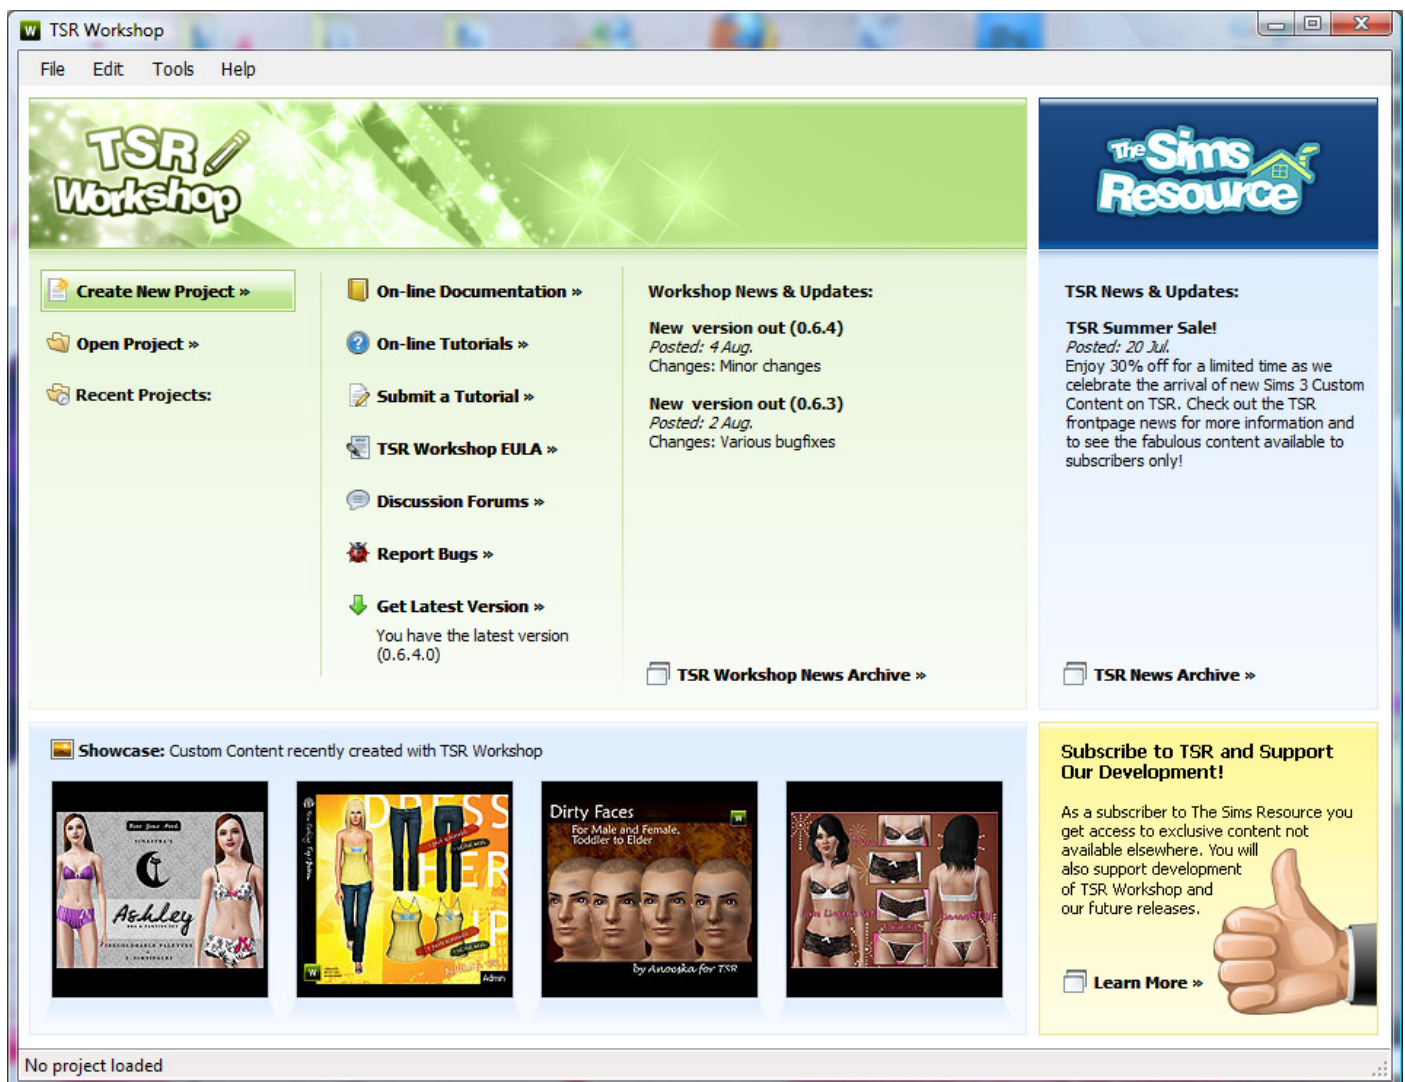 TSR Workshop
File Edit Tools Help
TSR
Workshop
The Sims
Resource
Create New Project »
Open Project »
Recent Projects:
On-line Documentation »
On-line Tutorials »
Submit a Tutorial »
TSR Workshop EULA »
Discussion Forums »
Report Bugs »
Get Latest Version »
You have the latest version
(0.6.4.0)
Workshop News & Updates:
New version out (0.6.4)
Posted: 4 Aug.
Changes: Minor changes
New version out (0.6.3)
Posted: 2 Aug.
Changes: Various bugfixes
TSR Workshop News Archive »
TSR News & Updates:
TSR Summer Sale!
Posted: 20 Jul.
Enjoy 30% off for a limited time as we
celebrate the arrival of new Sims 3 Custom
Content on TSR. Check out the TSR
frontpage news for more information and
to see the fabulous content available to
subscribers only!
TSR News Archive »
Showcase: Custom Content recently created with TSR Workshop
Ashley
DRESS
HER
UP
Admin
Dirty Faces
For Male and Female,
Toddler to Elder
by Anoeska for TSR
Subscribe to TSR and Support
Our Development!
As a subscriber to The Sims Resource you
get access to exclusive content not
available elsewhere. You will
also support development
of TSR Workshop and
our future releases.
Learn More »
No project loaded